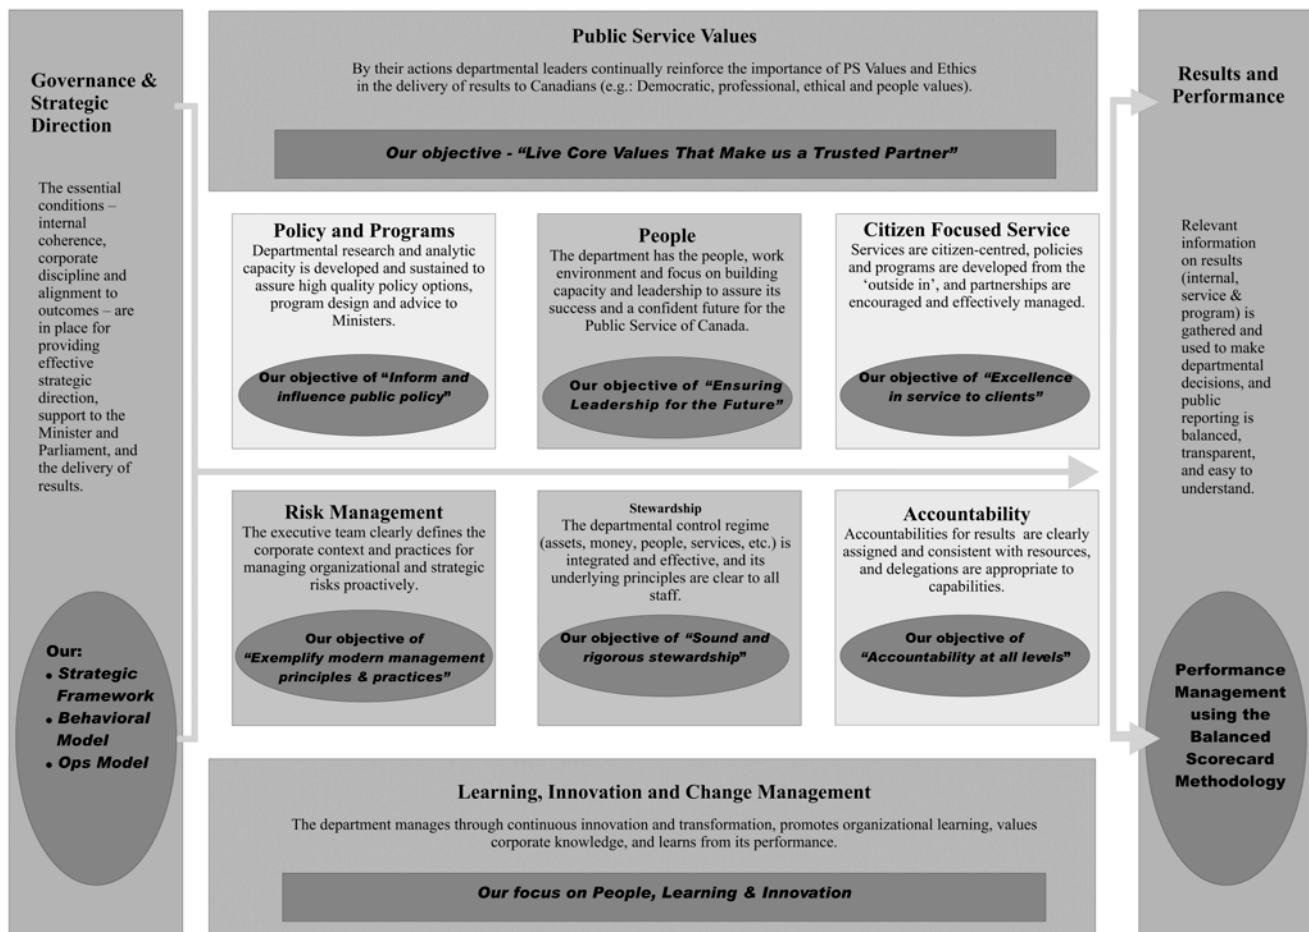 Governance &
Strategic
Direction
The essential
conditions –
internal
coherence,
corporate
discipline and
alignment to
outcomes – are
in place for
providing
effective
strategic
direction,
support to the
Minister and
Parliament, and
the delivery of
results.
Our:
• Strategic
Framework
• Behavioral
Model
• Ops Model
Public Service Values
By their actions departmental leaders continually reinforce the importance of PS Values and Ethics
in the delivery of results to Canadians (e.g.: Democratic, professional, ethical and people values).
Our objective - “Live Core Values That Make us a Trusted Partner”
Policy and Programs
Departmental research and analytic
capacity is developed and sustained to
assure high quality policy options,
program design and advice to
Ministers.
Our objective of “Inform and
influence public policy”
People
The department has the people, work
environment and focus on building
capacity and leadership to assure its
success and a confident future for the
Public Service of Canada.
Our objective of “Ensuring
Leadership for the Future”
Citizen Focused Service
Services are citizen-centred, policies
and programs are developed from the
‘outside in’, and partnerships are
encouraged and effectively managed.
Our objective of “Excellence
in service to clients”
Risk Management
The executive team clearly defines the
corporate context and practices for
managing organizational and strategic
risks proactively.
Our objective of
“Exemplify modern management
principles & practices”
Stewardship
The departmental control regime
(assets, money, people, services, etc.) is
integrated and effective, and its
underlying principles are clear to all
staff.
Our objective of “Sound and
rigorous stewardship”
Accountability
Accountabilities for results are clearly
assigned and consistent with resources,
and delegations are appropriate to
capabilities.
Our objective of
“Accountability at all levels”
Learning, Innovation and Change Management
The department manages through continuous innovation and transformation, promotes organizational learning, values
corporate knowledge, and learns from its performance.
Our focus on People, Learning & Innovation
Results and
Performance
Relevant
information
on results
(internal,
service &
program) is
gathered and
used to make
departmental
decisions, and
public
reporting is
balanced,
transparent,
and easy to
understand.
Performance
Management
using the
Balanced
Scorecard
Methodology